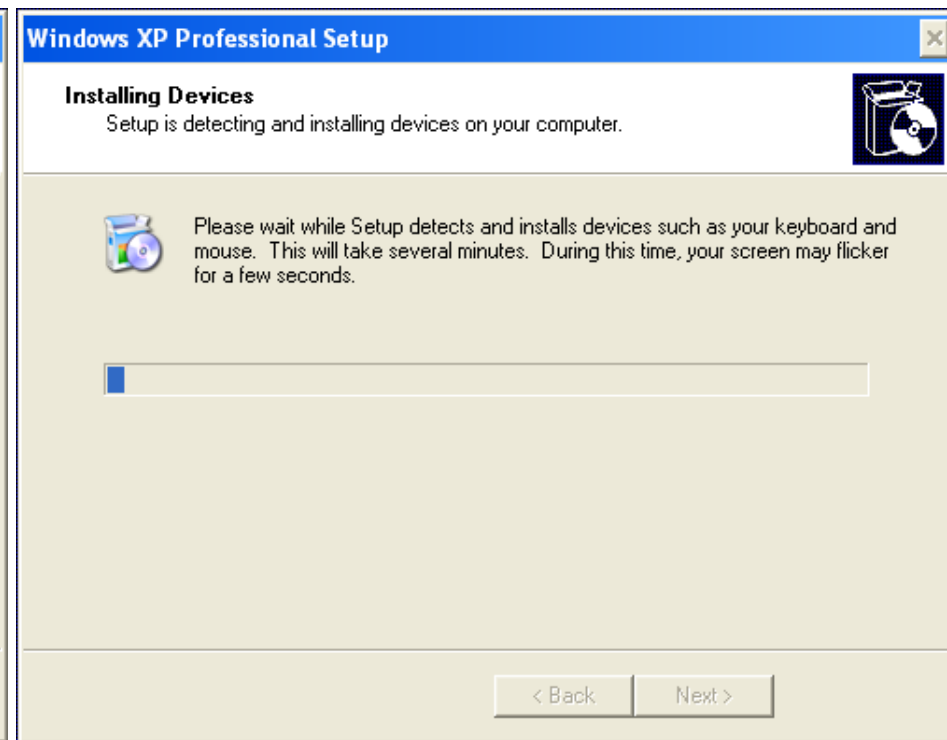 Windows XP Professional Setup
Installing Devices
Setup is detecting and installing devices on your computer.
Please wait while Setup detects and installs devices such as your keyboard and
mouse.  This will take several minutes.  During this time, your screen may flicker
for a few seconds.
< Back Next >